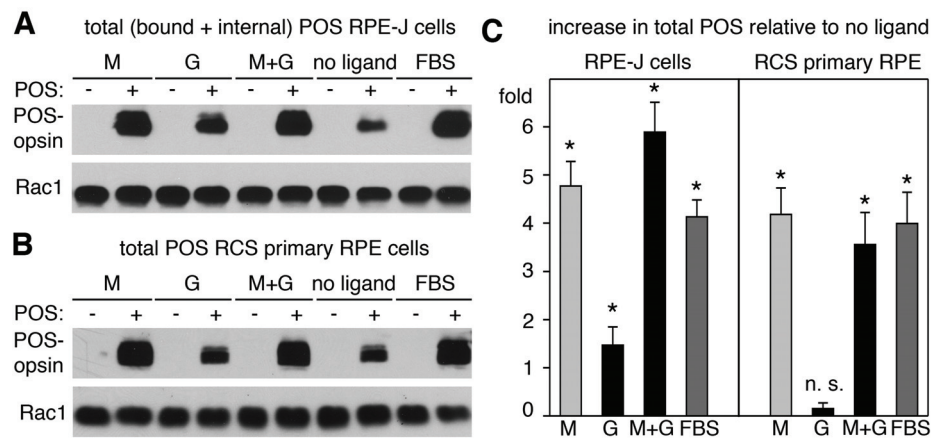 A total (bound + internal) POS RPE-J cells
M G M+G no ligand FBS
POS: - + - + - + - + - +
POS-
opsin
Rac1
B total POS RCS primary RPE cells
M G M+G no ligand FBS
POS: - + - + - + - + - +
POS-
opsin
Rac1
C increase in total POS relative to no ligand
RPE-J cells RCS primary RPE
fold
6
5
4
3
2
1
0
* * * *
* n. s. * *
M G M+G FBS M G M+G FBS